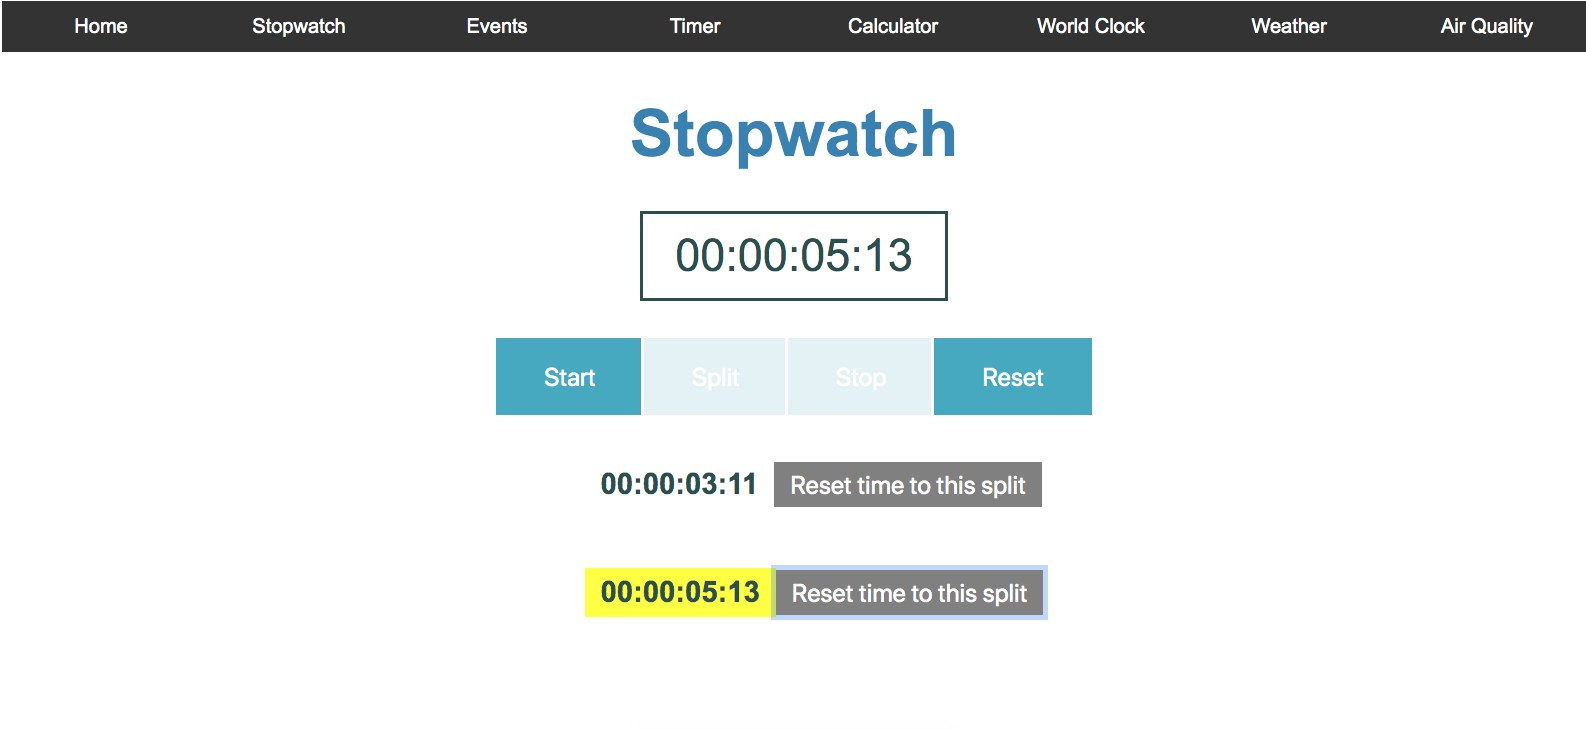 Home Stopwatch Events Timer Calculator World Clock Weather Air Quality
Stopwatch
00:00:05:13
Start Split Stop Reset
00:00:03:11 Reset time to this split
00:00:05:13 Reset time to this split